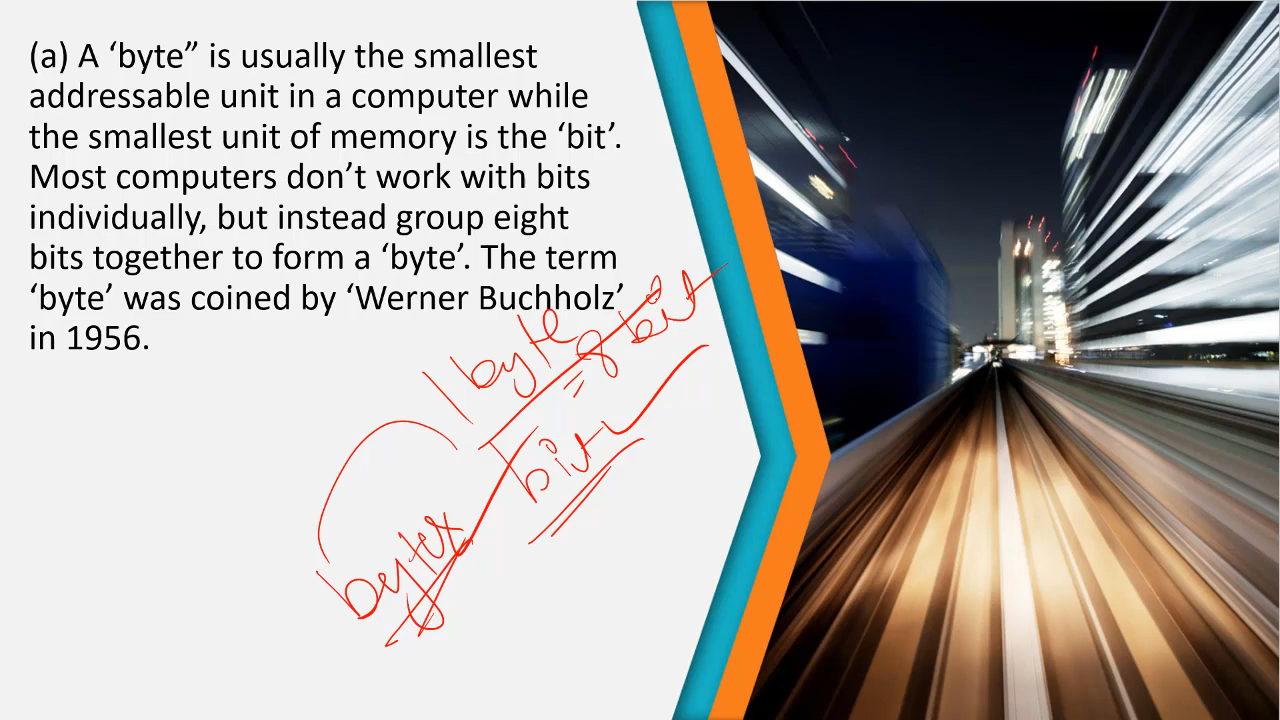 (a) A ‘byte” is usually the smallest
addressable unit in a computer while
the smallest unit of memory is the ‘bit’.
Most computers don’t work with bits
individually, but instead group eight
bits together to form a ‘byte’. The term
‘byte’ was coined by ‘Werner Buchholz’
in 1956.
1 byte = 8 bit
bit
byte